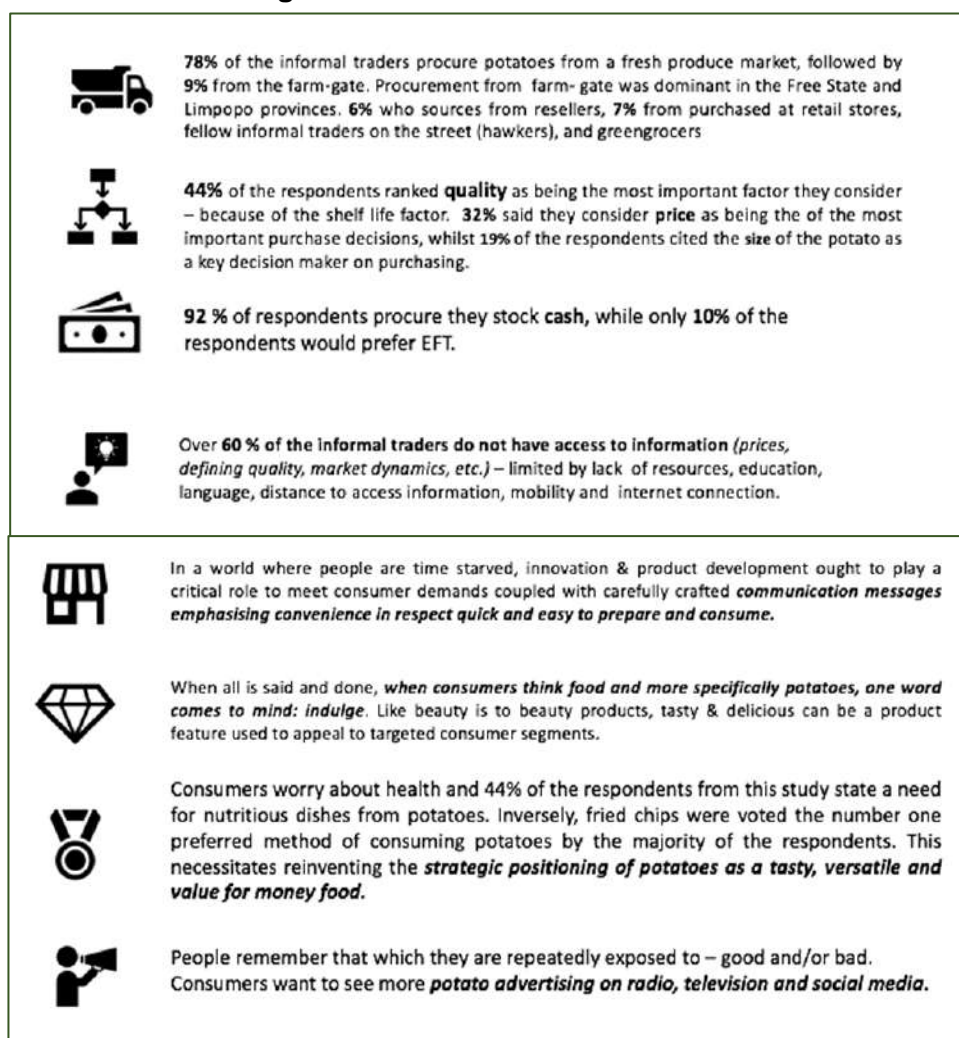 78% of the informal traders procure potatoes from a fresh produce market, followed by
9% from the farm-gate. Procurement from farm- gate was dominant in the Free State and
Limpopo provinces. 6% who sources from resellers, 7% from purchased at retail stores,
fellow informal traders on the street (hawkers), and greengrocers
44% of the respondents ranked quality as being the most important factor they consider
– because of the shelf life factor. 32% said they consider price as being the of the most
important purchase decisions, whilst 19% of the respondents cited the size of the potato as
a key decision maker on purchasing.
92 % of respondents procure they stock cash, while only 10% of the
respondents would prefer EFT.
Over 60 % of the informal traders do not have access to information (prices,
defining quality, market dynamics, etc.) – limited by lack of resources, education,
language, distance to access information, mobility and internet connection.
In a world where people are time starved, innovation & product development ought to play a
critical role to meet consumer demands coupled with carefully crafted communication messages
emphasising convenience in respect quick and easy to prepare and consume.
When all is said and done, when consumers think food and more specifically potatoes, one word
comes to mind: indulge. Like beauty is to beauty products, tasty & delicious can be a product
feature used to appeal to targeted consumer segments.
Consumers worry about health and 44% of the respondents from this study state a need
for nutritious dishes from potatoes. Inversely, fried chips were voted the number one
preferred method of consuming potatoes by the majority of the respondents. This
necessitates reinventing the strategic positioning of potatoes as a tasty, versatile and
value for money food.
People remember that which they are repeatedly exposed to – good and/or bad.
Consumers want to see more potato advertising on radio, television and social media.